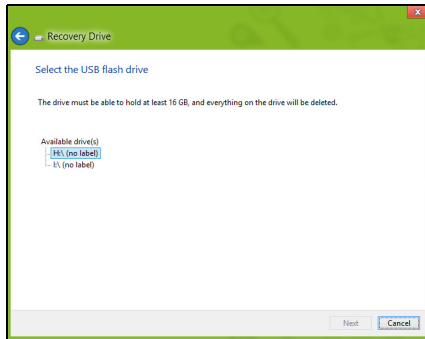 Recovery Drive
Select the USB flash drive
The drive must be able to hold at least 16 GB, and everything on the drive will be deleted.
Available drive(s)
H:\ (no label)
I:\ (no label)
Next
Cancel